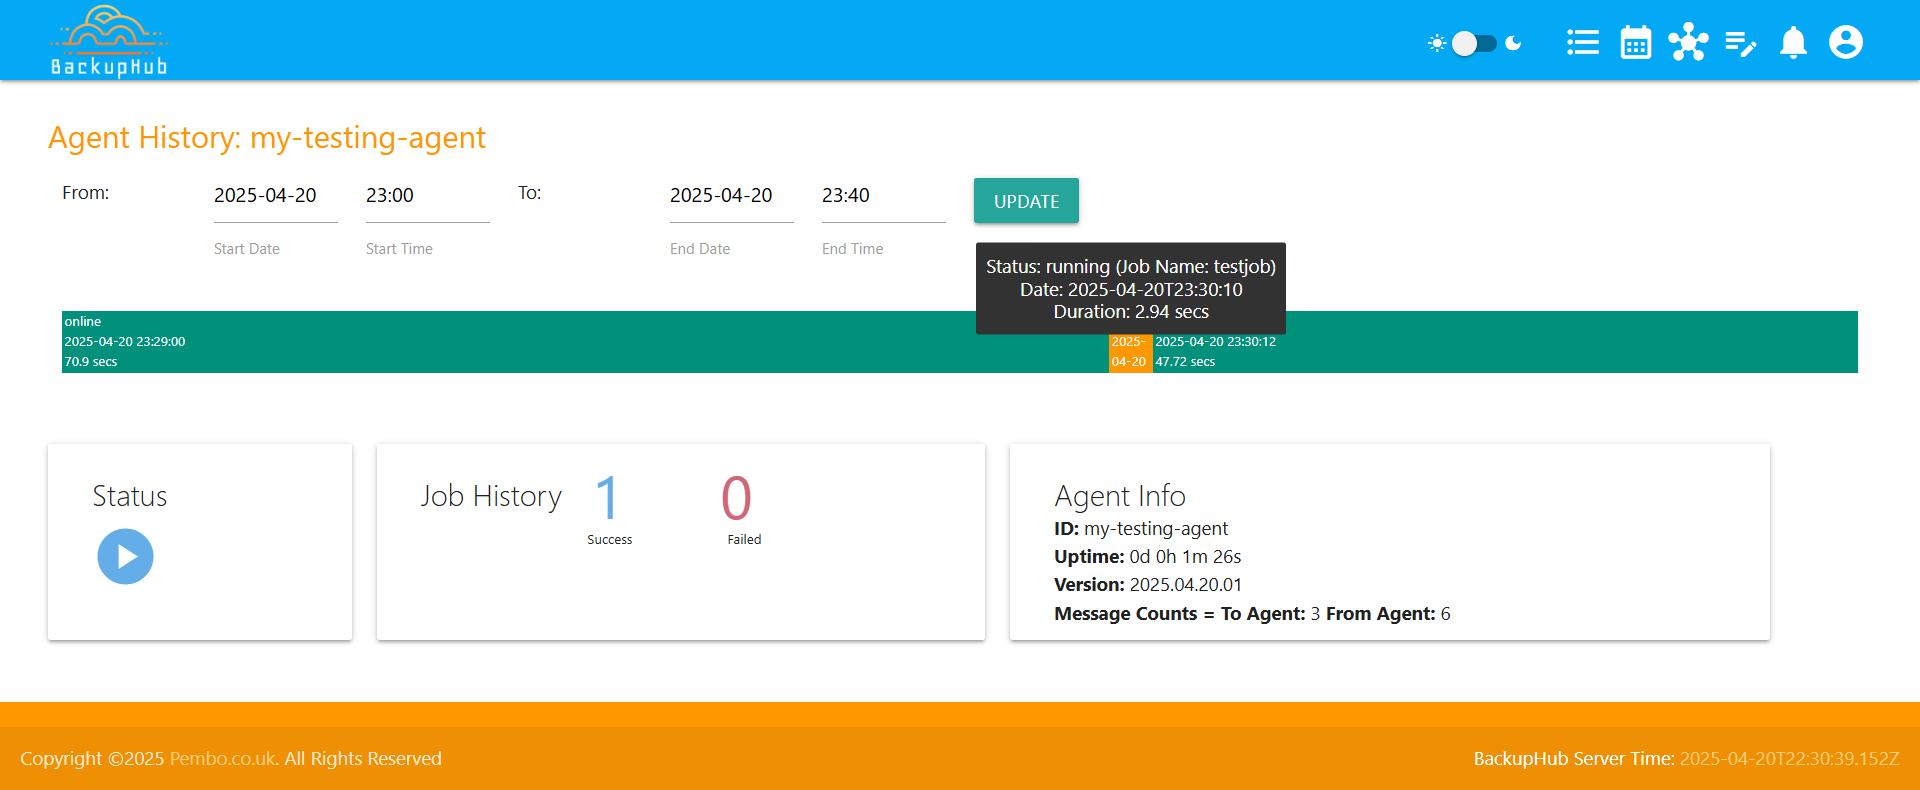 BackupHub
Agent History: my-testing-agent
From:
2025-04-20
23:00
To:
2025-04-20
23:40
UPDATE
Start Date
Start Time
End Date
End Time
Status: running (Job Name: testjob)
Date: 2025-04-20T23:30:10
Duration: 2.94 secs
online
2025-04-20 23:29:00
70.9 secs
2025-
04-20
2025-04-20 23:30:12
47.72 secs
Status
Job History
1
Success
0
Failed
Agent Info
ID: my-testing-agent
Uptime: 0d 0h 1m 26s
Version: 2025.04.20.01
Message Counts = To Agent: 3 From Agent: 6
Copyright ©2025 Pembo.co.uk. All Rights Reserved
BackupHub Server Time: 2025-04-20T22:30:39.152Z